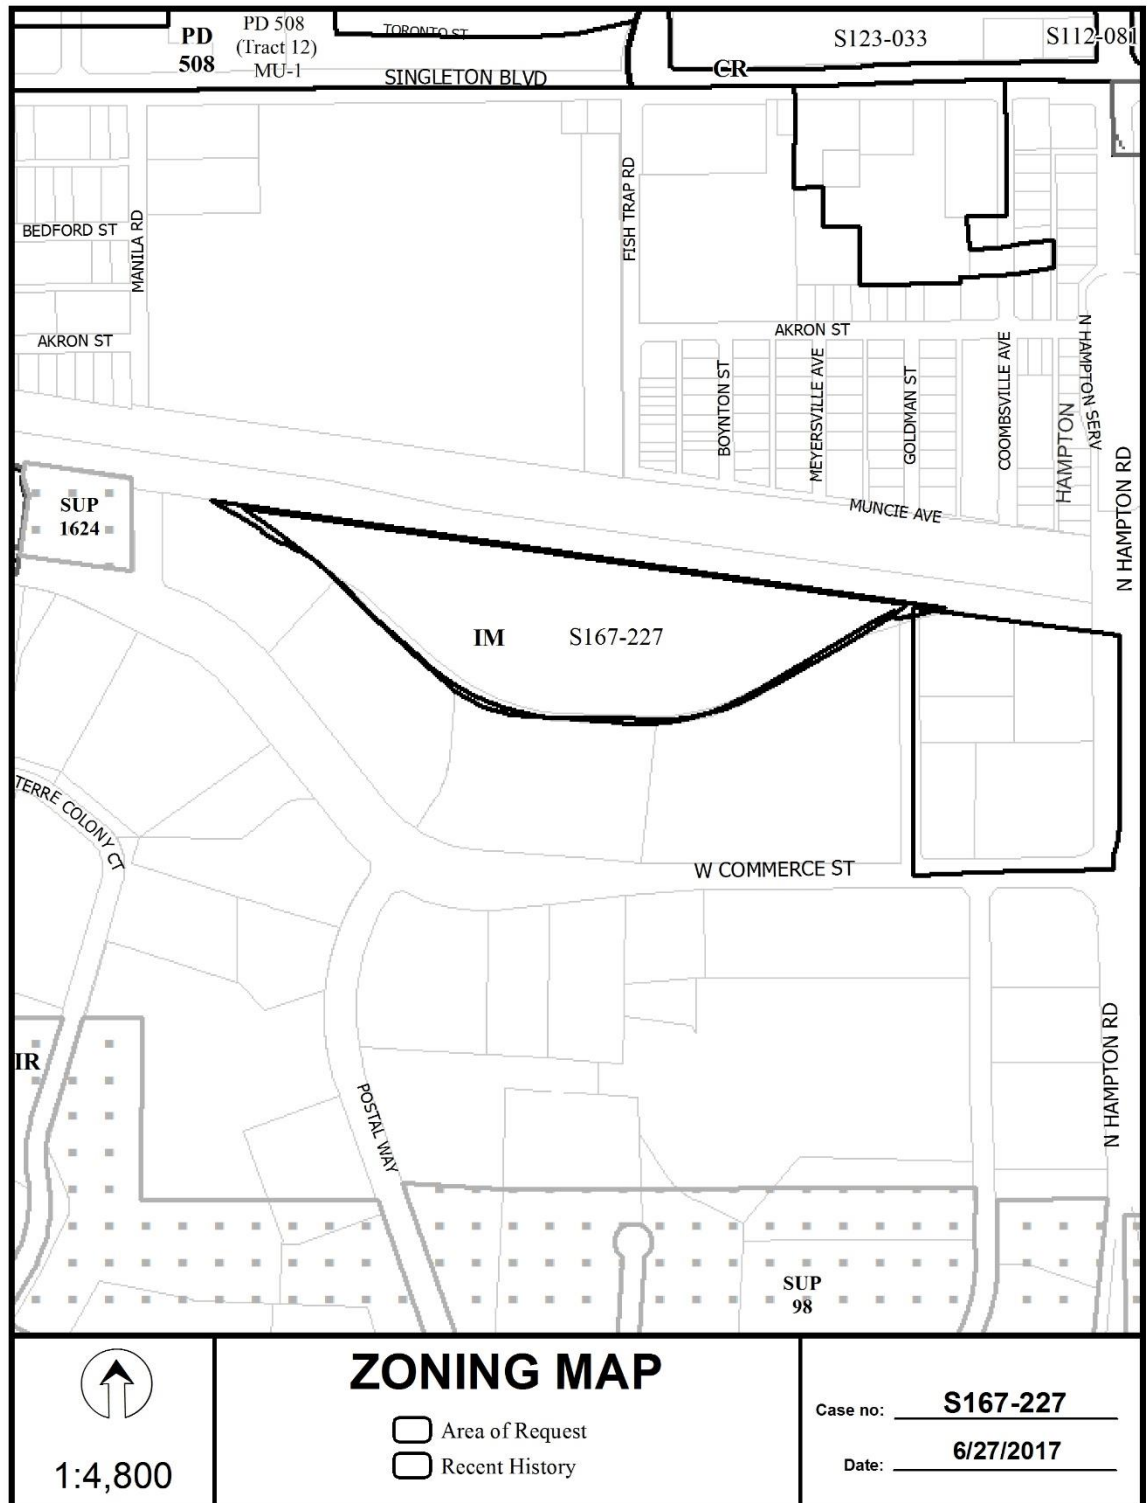 TORONTO ST
PD
508
PD 508
(Tract 12)
MU-1
S123-033
S112-081
CR
SINGLETON BLVD
FISH TRAP RD
MANILA RD
BEDFORD ST
AKRON ST
AKRON ST
BOYNTON ST
MEYERSVILLE AVE
GOLDMAN ST
COOMBSVILLE AVE
HAMPTON
N HAMPTON SERV
N HAMPTON RD
MUNCIE AVE
SUP
1624
IM
S167-227
TERRE COLONY CT
W COMMERCE ST
N HAMPTON RD
IR
POSTAL WAY
SUP
98
1:4,800
ZONING MAP
Area of Request
Recent History
Case no: S167-227
Date: 6/27/2017